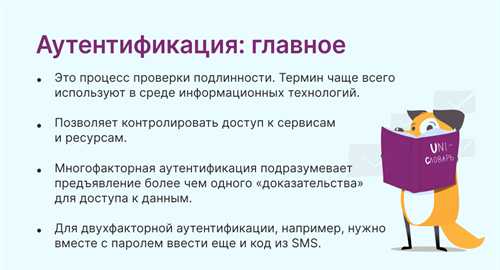 Аутентификация: главное
• Это процесс проверки подлинности. Термин чаще всего
используют в среде информационных технологий.
• Позволяет контролировать доступ к сервисам
и ресурсам.
• Многофакторная аутентификация подразумевает
предъявление более чем одного «доказательства»
для доступа к данным.
• Для двухфакторной аутентификации, например, нужно
вместе с паролем ввести еще и код из SMS.
UNI-
СЛОВАРЬ